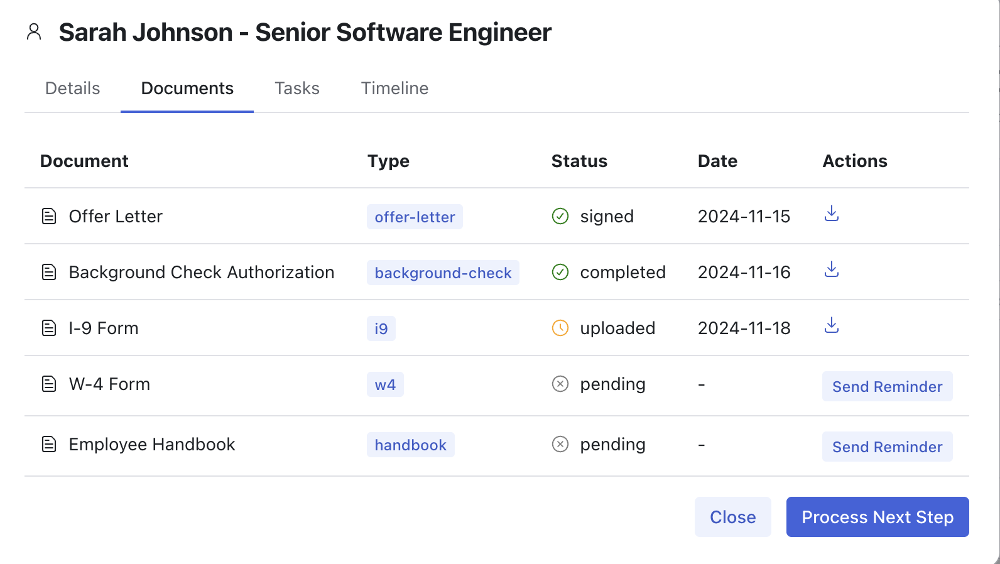 Sarah Johnson - Senior Software Engineer
Details Documents Tasks Timeline
Document Type Status Date Actions
Offer Letter offer-letter signed 2024-11-15
Background Check Authorization background-check completed 2024-11-16
I-9 Form i9 uploaded 2024-11-18
W-4 Form w4 pending - Send Reminder
Employee Handbook handbook pending - Send Reminder
Close Process Next Step